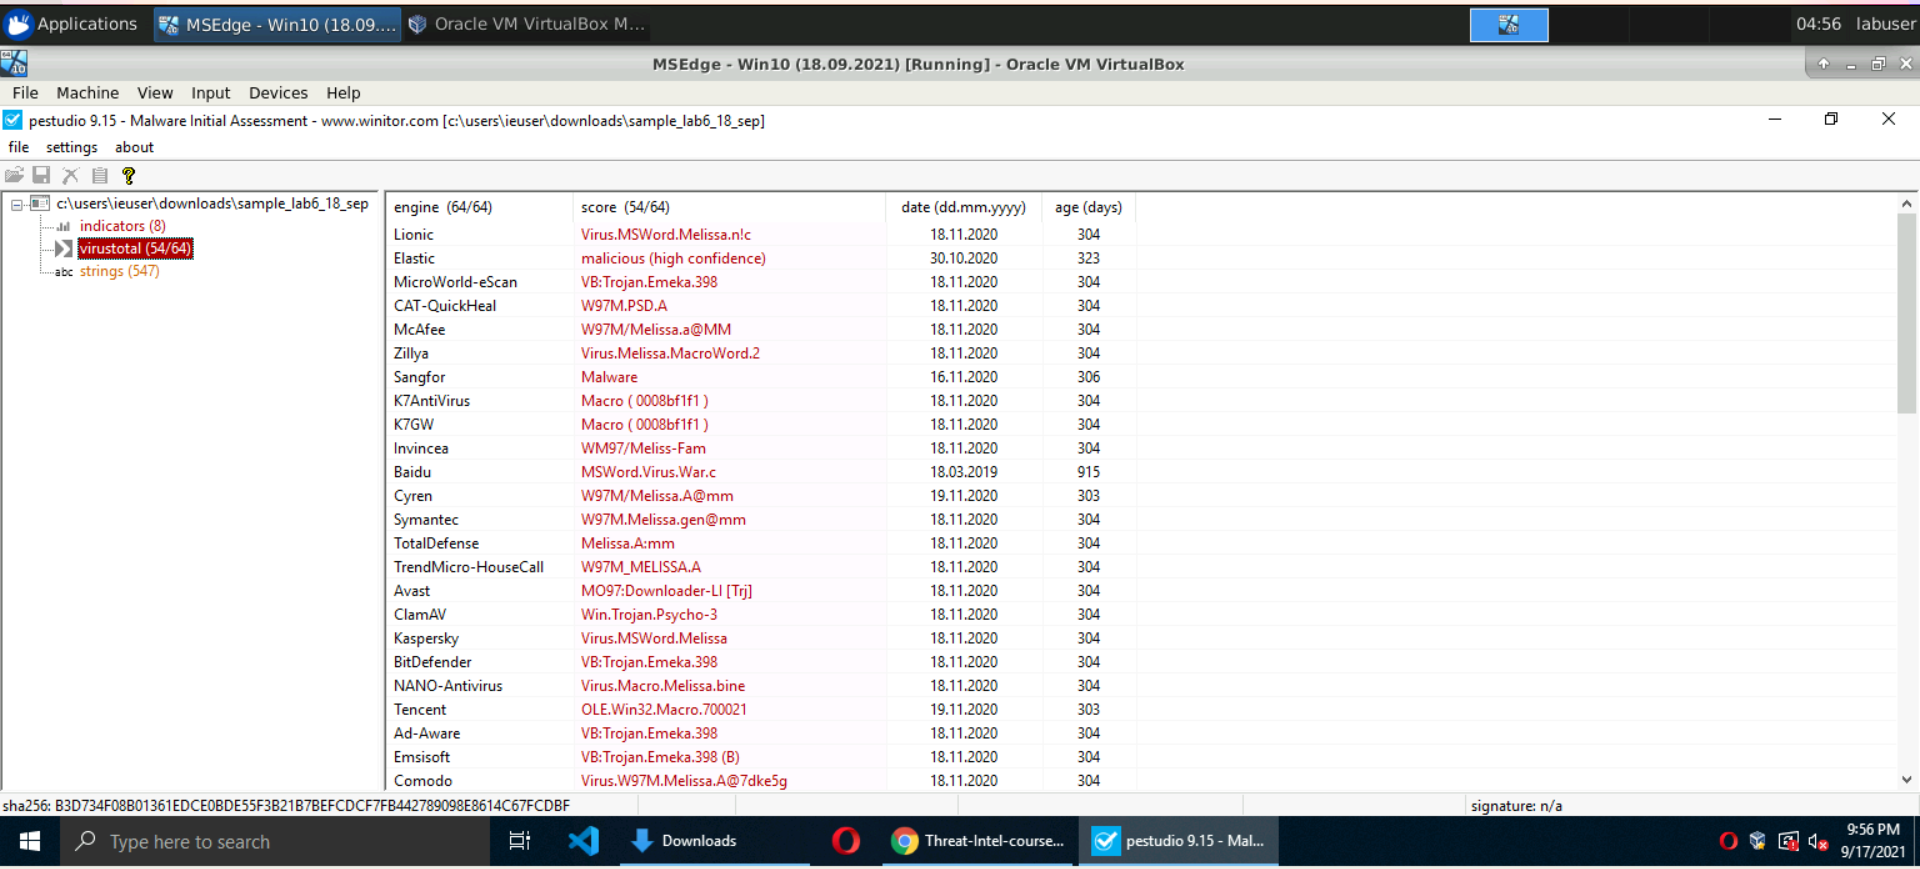 Applications MSEdge - Win10 (18.09.... Oracle VM VirtualBox M... 04:56 labuser
MSEdge - Win10 (18.09.2021) [Running] - Oracle VM VirtualBox
File Machine View Input Devices Help
pestudio 9.15 - Malware Initial Assessment - www.winitor.com [c:\users\ieuser\downloads\sample_lab6_18_sep]
file settings about
c:\users\ieuser\downloads\sample_lab6_18_sep
indicators (8)
virustotal (54/64)
abc strings (547)
engine (64/64) score (54/64) date (dd.mm.yyyy) age (days)
Lionic Virus.MSWord.Melissa.n!c 18.11.2020 304
Elastic malicious (high confidence) 30.10.2020 323
MicroWorld-eScan VB:Trojan.Emeka.398 18.11.2020 304
CAT-QuickHeal W97M.PSD.A 18.11.2020 304
McAfee W97M/Melissa.a@MM 18.11.2020 304
Zillya Virus.Melissa.MacroWord.2 18.11.2020 304
Sangfor Malware 16.11.2020 306
K7AntiVirus Macro ( 0008bf1f1 ) 18.11.2020 304
K7GW Macro ( 0008bf1f1 ) 18.11.2020 304
Invincea WM97/Meliss-Fam 18.11.2020 304
Baidu MSWord.Virus.War.c 18.03.2019 915
Cyren W97M/Melissa.A@mm 19.11.2020 303
Symantec W97M.Melissa.gen@mm 18.11.2020 304
TotalDefense Melissa.A:mm 18.11.2020 304
TrendMicro-HouseCall W97M_MELISSA.A 18.11.2020 304
Avast MO97:Downloader-LI [Trj] 18.11.2020 304
ClamAV Win.Trojan.Psycho-3 18.11.2020 304
Kaspersky Virus.MSWord.Melissa 18.11.2020 304
BitDefender VB:Trojan.Emeka.398 18.11.2020 304
NANO-Antivirus Virus.Macro.Melissa.bine 18.11.2020 304
Tencent OLE.Win32.Macro.700021 19.11.2020 303
Ad-Aware VB:Trojan.Emeka.398 18.11.2020 304
Emsisoft VB:Trojan.Emeka.398 (B) 18.11.2020 304
Comodo Virus.W97M.Melissa.A@7dke5g 18.11.2020 304
sha256: B3D734F08B01361EDCE0BDE55F3B21B7BEFCDCF7FB442789098E8614C67FCDBF signature: n/a
Type here to search Downloads Threat-Intel-course... pestudio 9.15 - Mal... 9:56 PM
9/17/2021